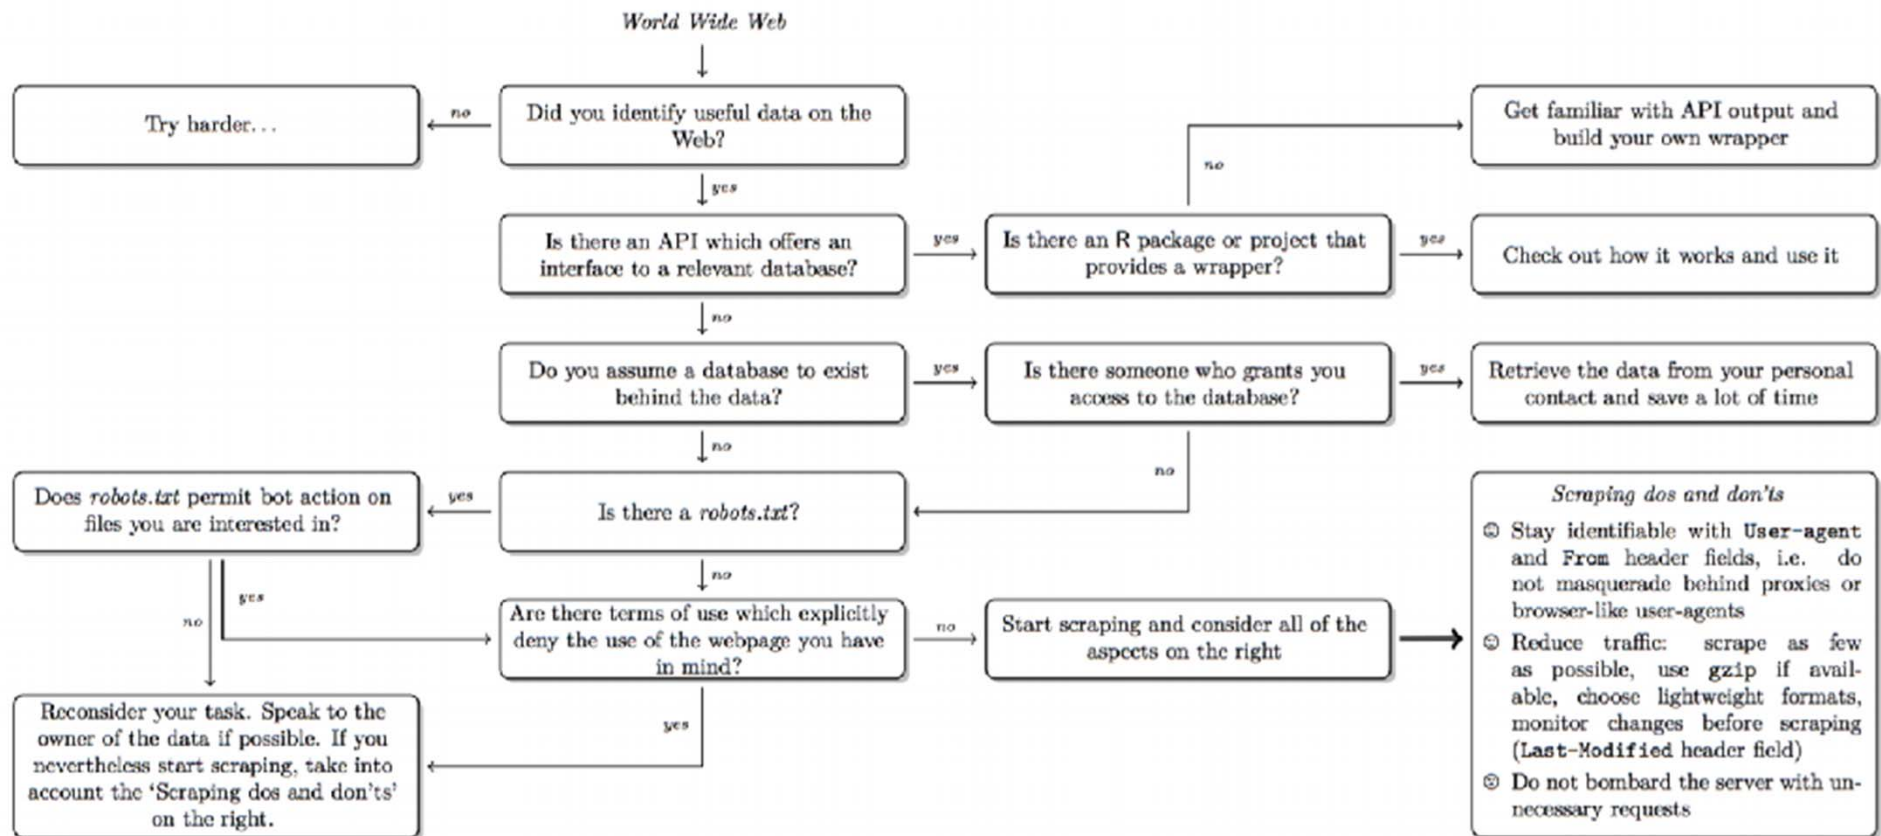 World Wide Web
Try harder...
no
Did you identify useful data on the
Web?
Get familiar with API output and
build your own wrapper
no
yes
Is there an API which offers an
interface to a relevant database?
yes
Is there an R package or project that
provides a wrapper?
yes
Check out how it works and use it
no
Do you assume a database to exist
behind the data?
yes
Is there someone who grants you
access to the database?
yes
Retrieve the data from your personal
contact and save a lot of time
no
no
Does robots.txt permit bot action on
files you are interested in?
yes
Is there a robots.txt?
no
yes
no
Are there terms of use which explicitly
deny the use of the webpage you have
in mind?
no
Start scraping and consider all of the
aspects on the right
yes
Reconsider your task. Speak to the
owner of the data if possible. If you
nevertheless start scraping, take into
account the ‘Scraping dos and don'ts’
on the right.
Scraping dos and don'ts
☺ Stay identifiable with User-agent
and From header fields, i.e. do
not masquerade behind proxies or
browser-like user-agents
☺ Reduce traffic: scrape as few
as possible, use gzip if avail-
able, choose lightweight formats,
monitor changes before scraping
(Last-Modified header field)
☹ Do not bombard the server with un-
necessary requests